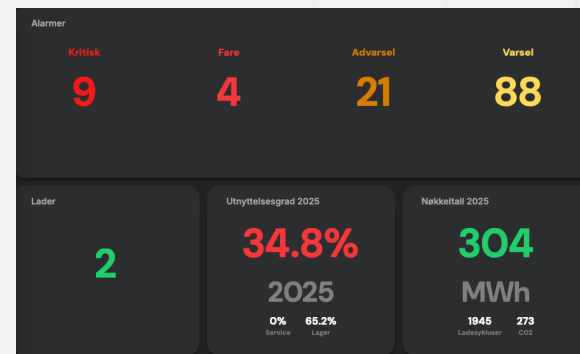 Alarmer
Kritisk Fare Advarsel Varsel
9 4 21 88
Lader
2
Utnyttelsesgrad 2025
34.8%
2025
0% 65.2%
Service Lager
Nøkkeltall 2025
304
MWh
1945 273
Ladesykluser CO2